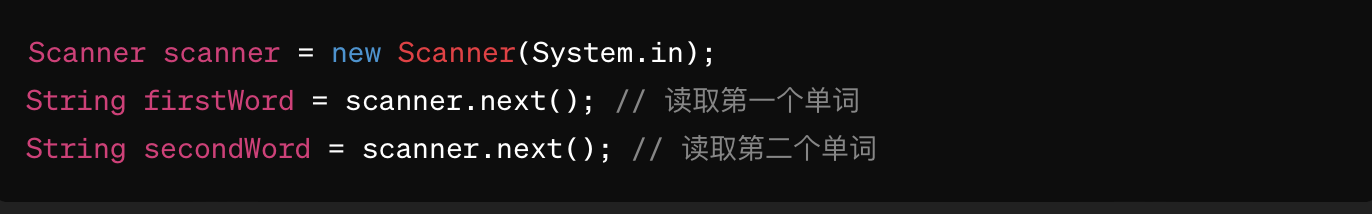 Scanner scanner = new Scanner(System.in);
String firstWord = scanner.next(); // 读取第一个单词
String secondWord = scanner.next(); // 读取第二个单词